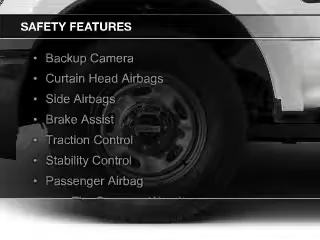 SAFETY FEATURES
• Backup Camera
• Curtain Head Airbags
• Side Airbags
• Brake Assist
• Traction Control
• Stability Control
• Passenger Airbag